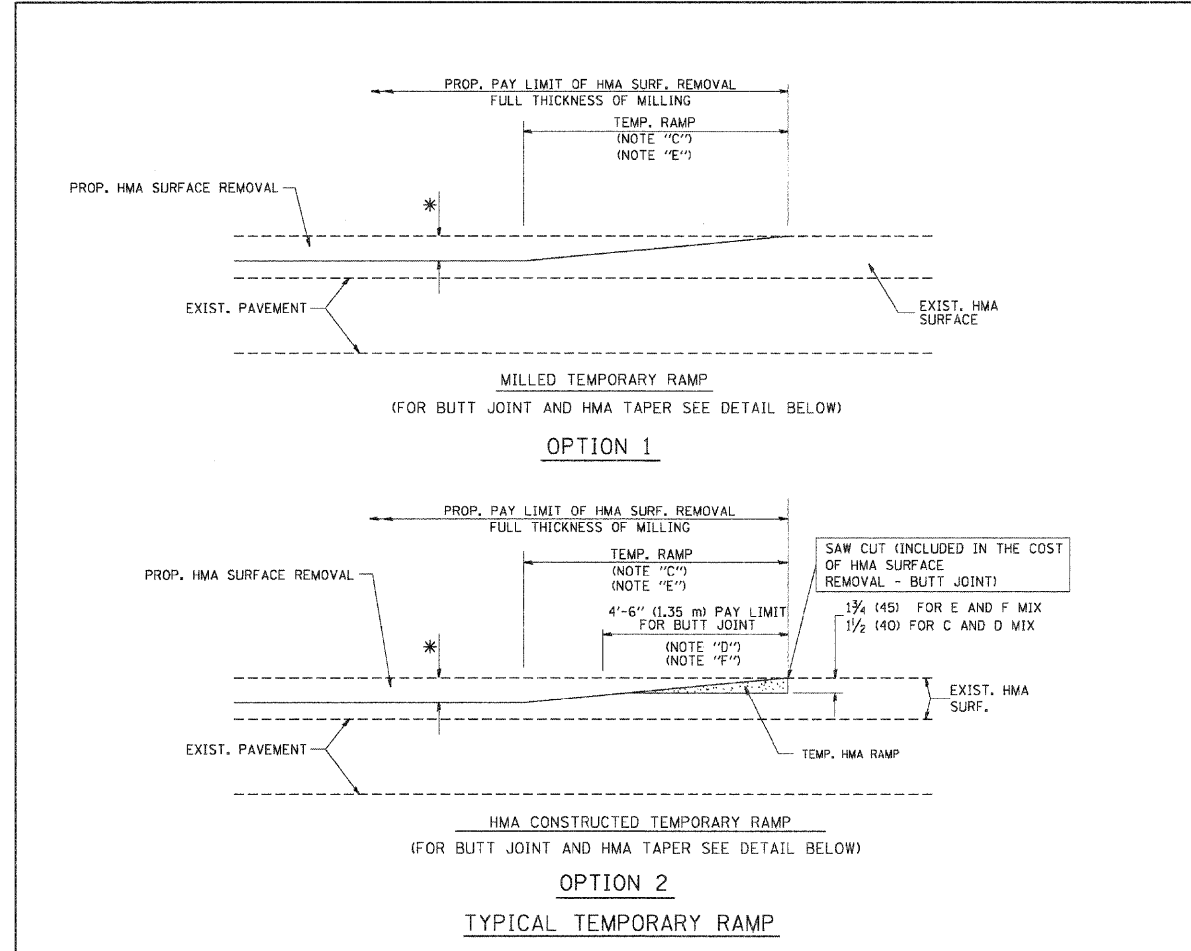 PROP. PAY LIMIT OF HMA SURF. REMOVAL
FULL THICKNESS OF MILLING
TEMP. RAMP
(NOTE "C")
(NOTE "E")
PROP. HMA SURFACE REMOVAL
*
EXIST. PAVEMENT
EXIST. HMA
SURFACE
MILLED TEMPORARY RAMP
(FOR BUTT JOINT AND HMA TAPER SEE DETAIL BELOW)
OPTION 1
PROP. PAY LIMIT OF HMA SURF. REMOVAL
FULL THICKNESS OF MILLING
TEMP. RAMP
(NOTE "C")
(NOTE "E")
SAW CUT (INCLUDED IN THE COST
OF HMA SURFACE
REMOVAL - BUTT JOINT)
PROP. HMA SURFACE REMOVAL
4'-6" (1.35 m) PAY LIMIT
FOR BUTT JOINT
(NOTE "D")
(NOTE "F")
1¾ (45) FOR E AND F MIX
1½ (40) FOR C AND D MIX
*
EXIST. HMA
SURF.
EXIST. PAVEMENT
TEMP. HMA RAMP
HMA CONSTRUCTED TEMPORARY RAMP
(FOR BUTT JOINT AND HMA TAPER SEE DETAIL BELOW)
OPTION 2
TYPICAL TEMPORARY RAMP